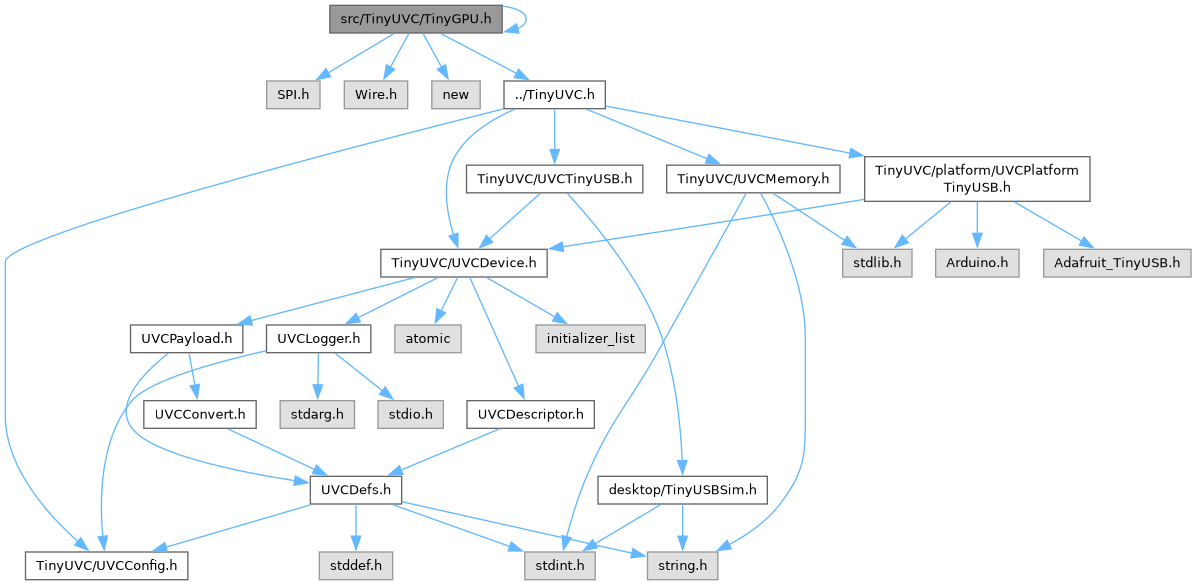 src/TinyUVC/TinyGPU.h
SPI.h
Wire.h
new
../TinyUVC.h
TinyUVC/UVCTinyUSB.h
TinyUVC/UVCMemory.h
TinyUVC/platform/UVCPlatform
TinyUSB.h
TinyUVC/UVCDevice.h
stdlib.h
Arduino.h
Adafruit_TinyUSB.h
UVCPayload.h
UVCLogger.h
atomic
initializer_list
UVCConvert.h
stdarg.h
stdio.h
UVCDescriptor.h
UVCDefs.h
desktop/TinyUSBSim.h
TinyUVC/UVCConfig.h
stddef.h
stdint.h
string.h